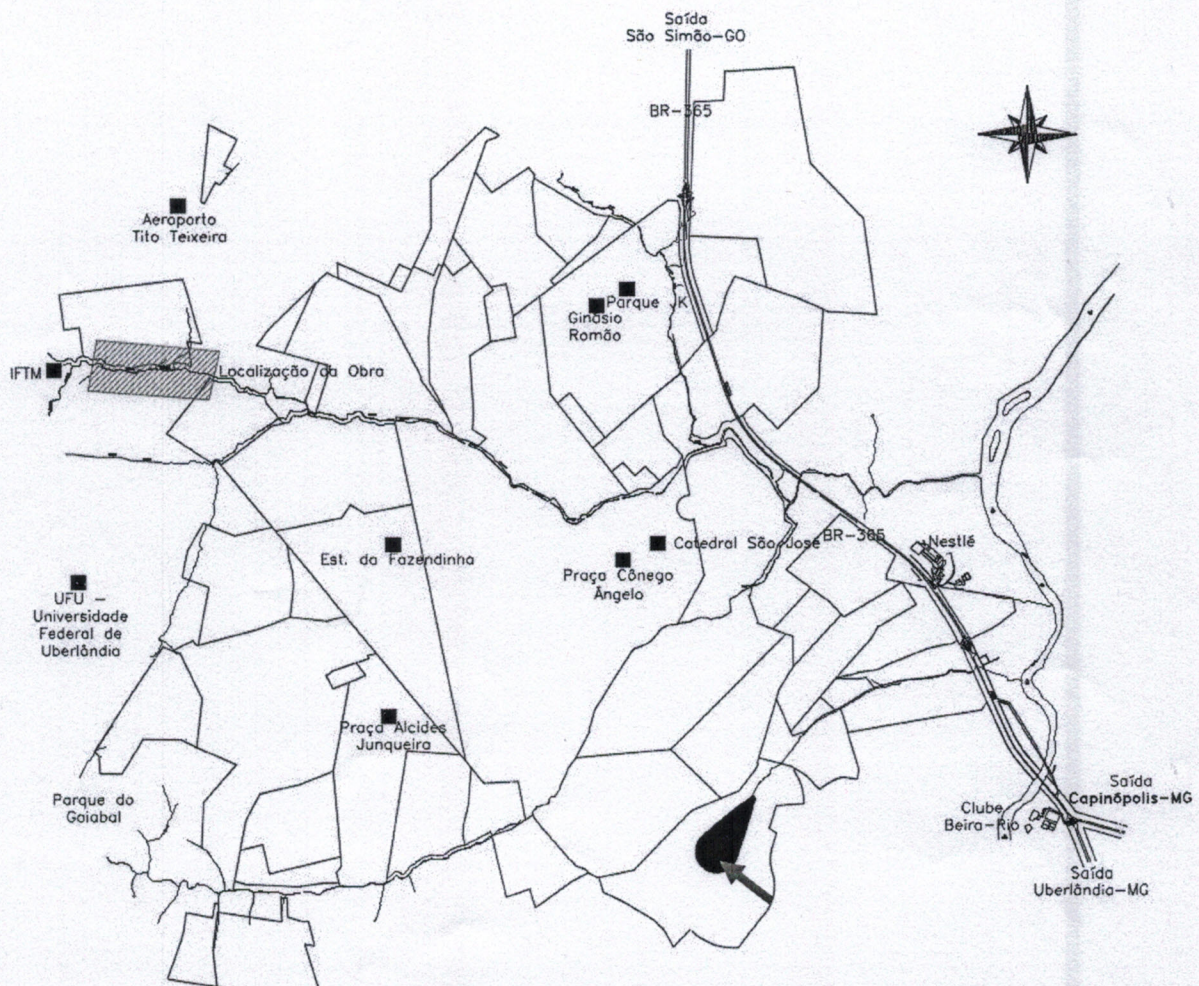 Saída
São Simão-GO
BR-365
Aeroporto
Tito Teixeira
Parque JK
Ginásio
Romão
IFTM
Localização da Obra
Catedral São José
BR-365
Nestlé
Est. da Fazendinha
Praça Cônego
Ângelo
UFU -
Universidade
Federal de
Uberlândia
Praça Alcides
Junqueira
Parque do
Goiabal
Saída
Capinópolis-MG
Clube
Beira-Rio
Saída
Uberlândia-MG